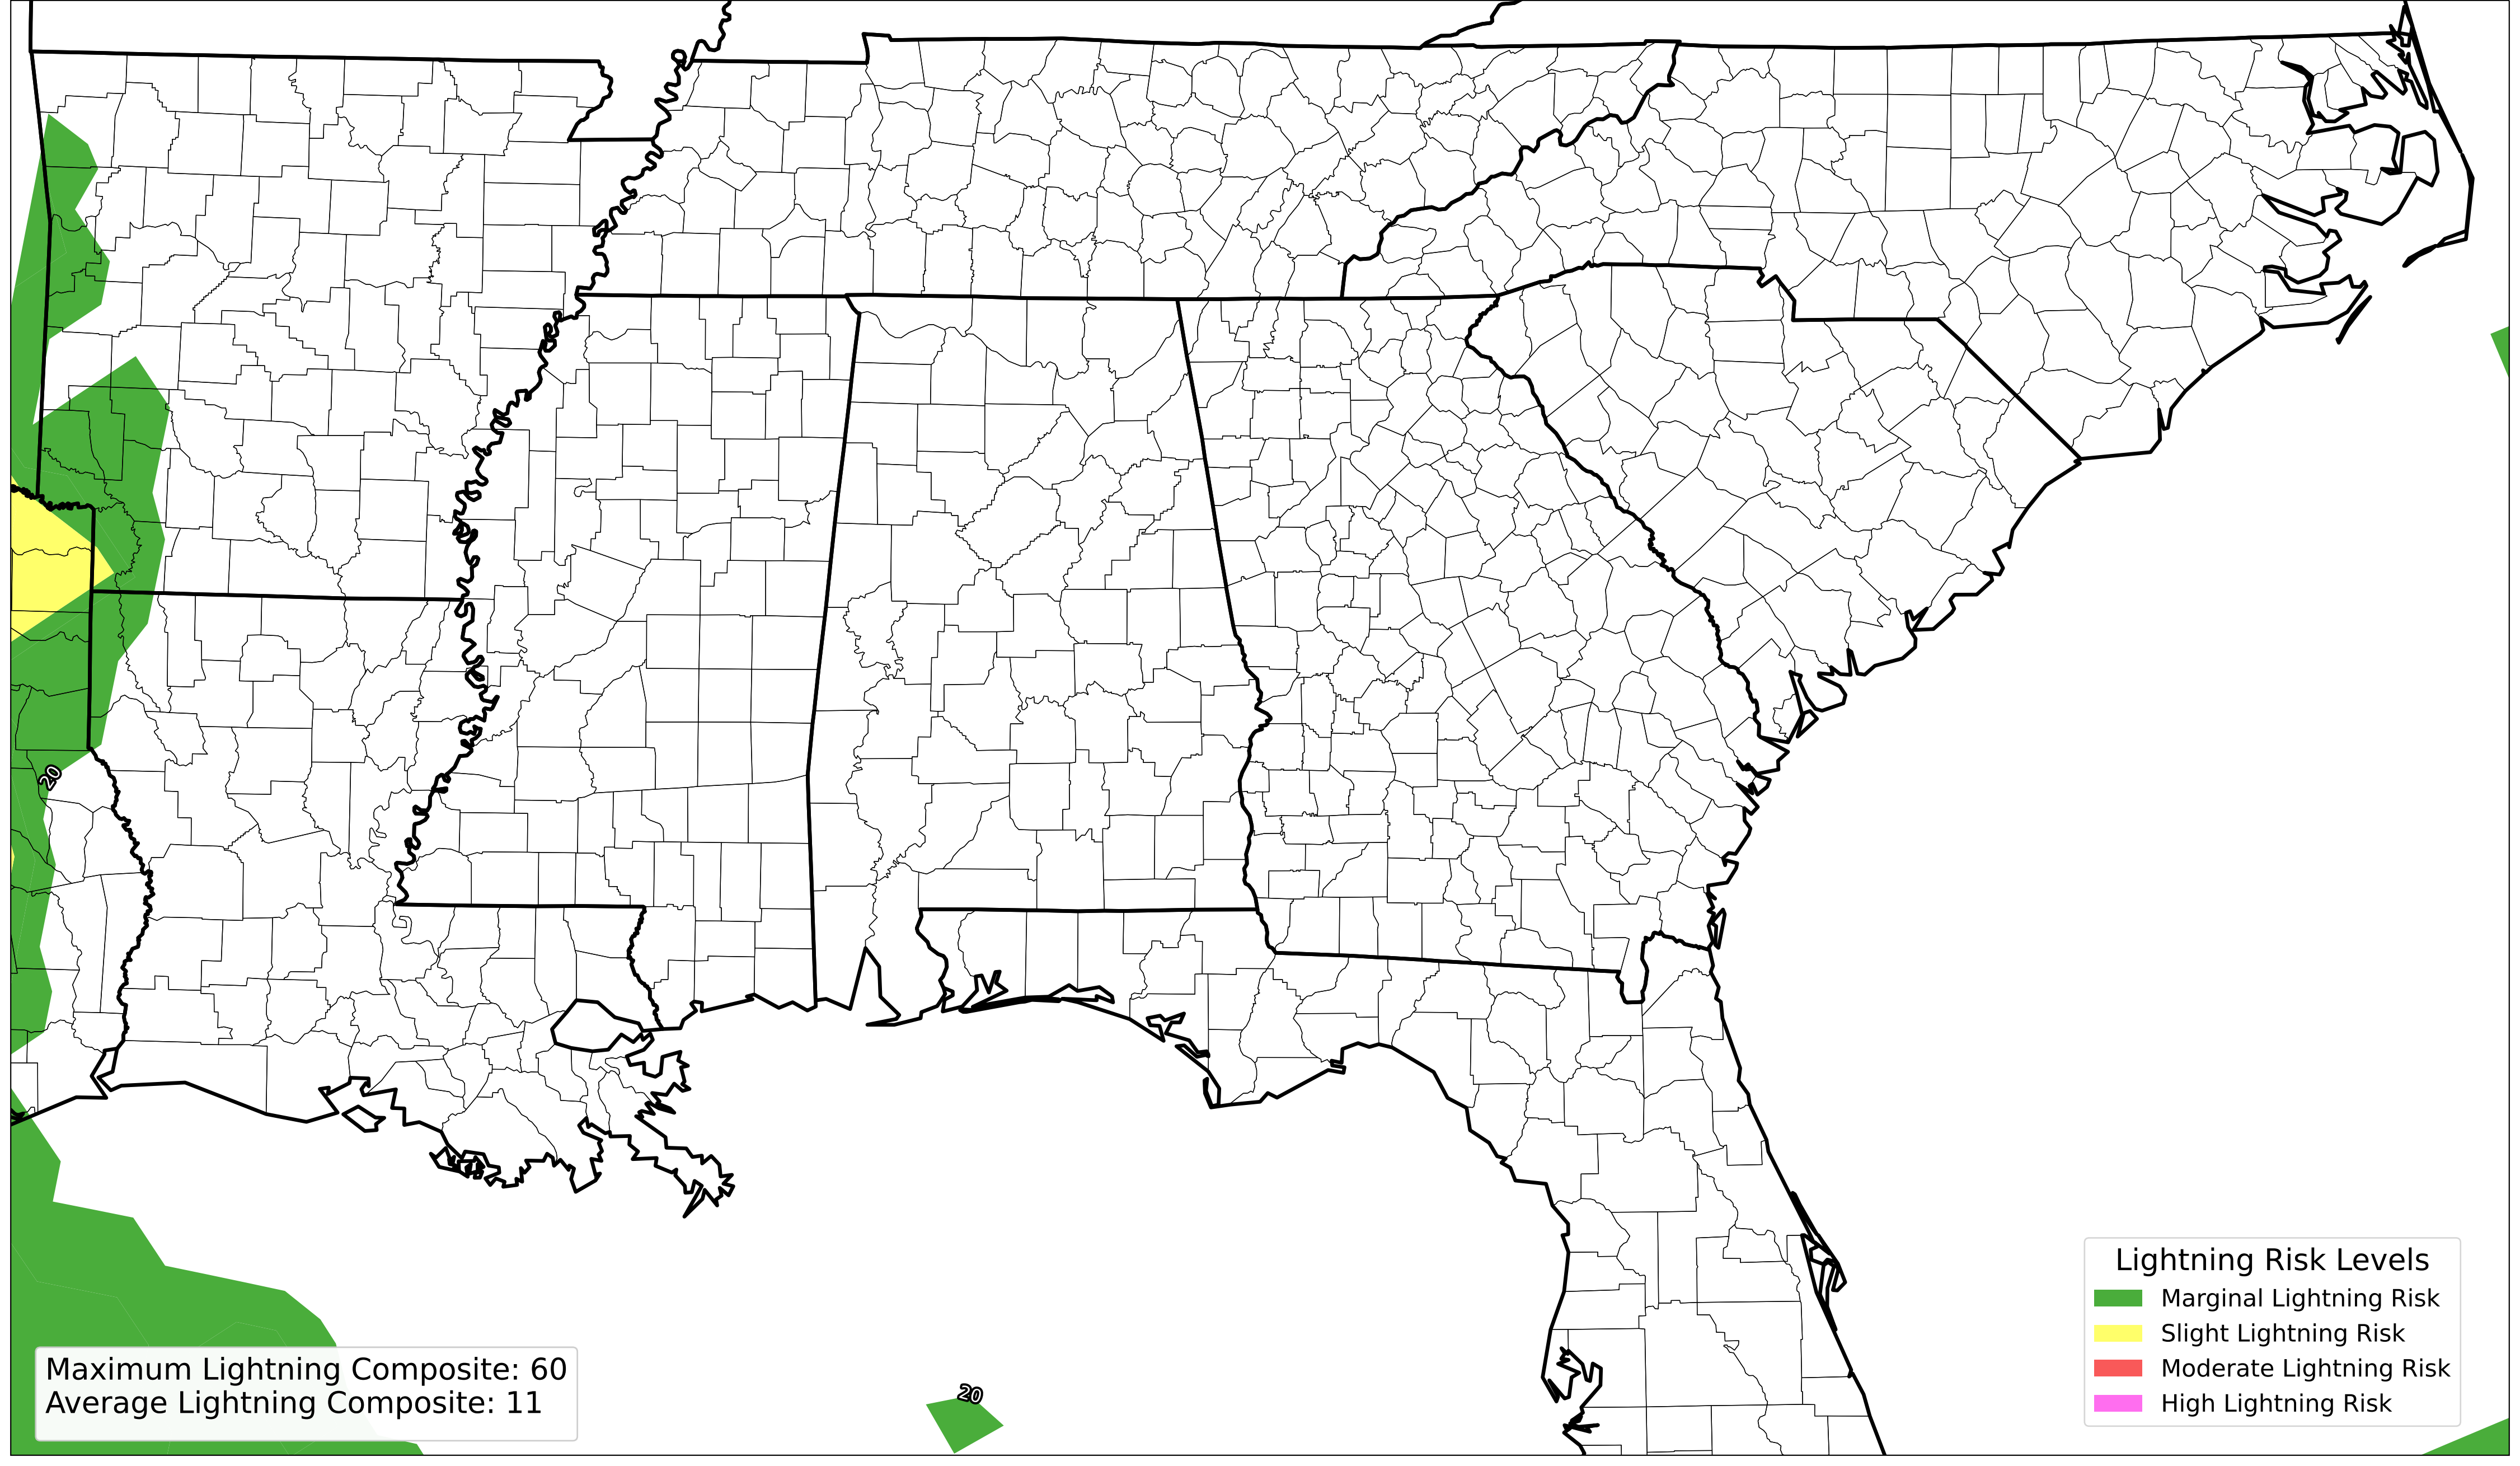 20
20
Maximum Lightning Composite: 60
Average Lightning Composite: 11
Lightning Risk Levels
Marginal Lightning Risk
Slight Lightning Risk
Moderate Lightning Risk
High Lightning Risk